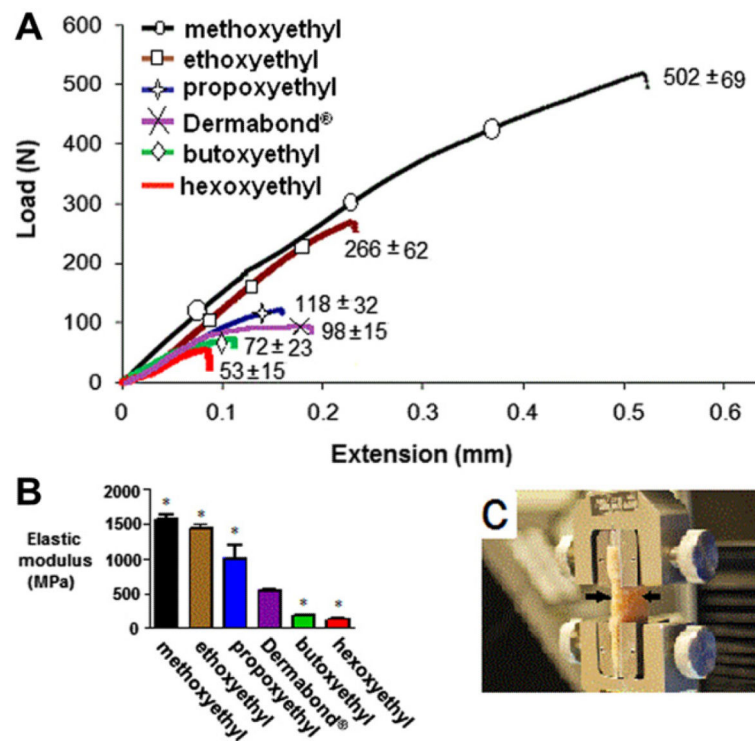 A
600
500
400
300
200
100
0
Load (N)
methoxyethyl
ethoxyethyl
propoxyethyl
Dermabond®
butoxyethyl
hexoxyethyl
502 ± 69
266 ± 62
118 ± 32
98 ± 15
72 ± 23
53 ± 15
0
0.1
0.2
0.3
0.4
0.5
0.6
Extension (mm)
B
Elastic
modulus
(MPa)
2000
1500
1000
500
0
*
*
*
*
*
methoxyethyl
ethoxyethyl
propoxyethyl
Dermabond®
butoxyethyl
hexoxyethyl
C